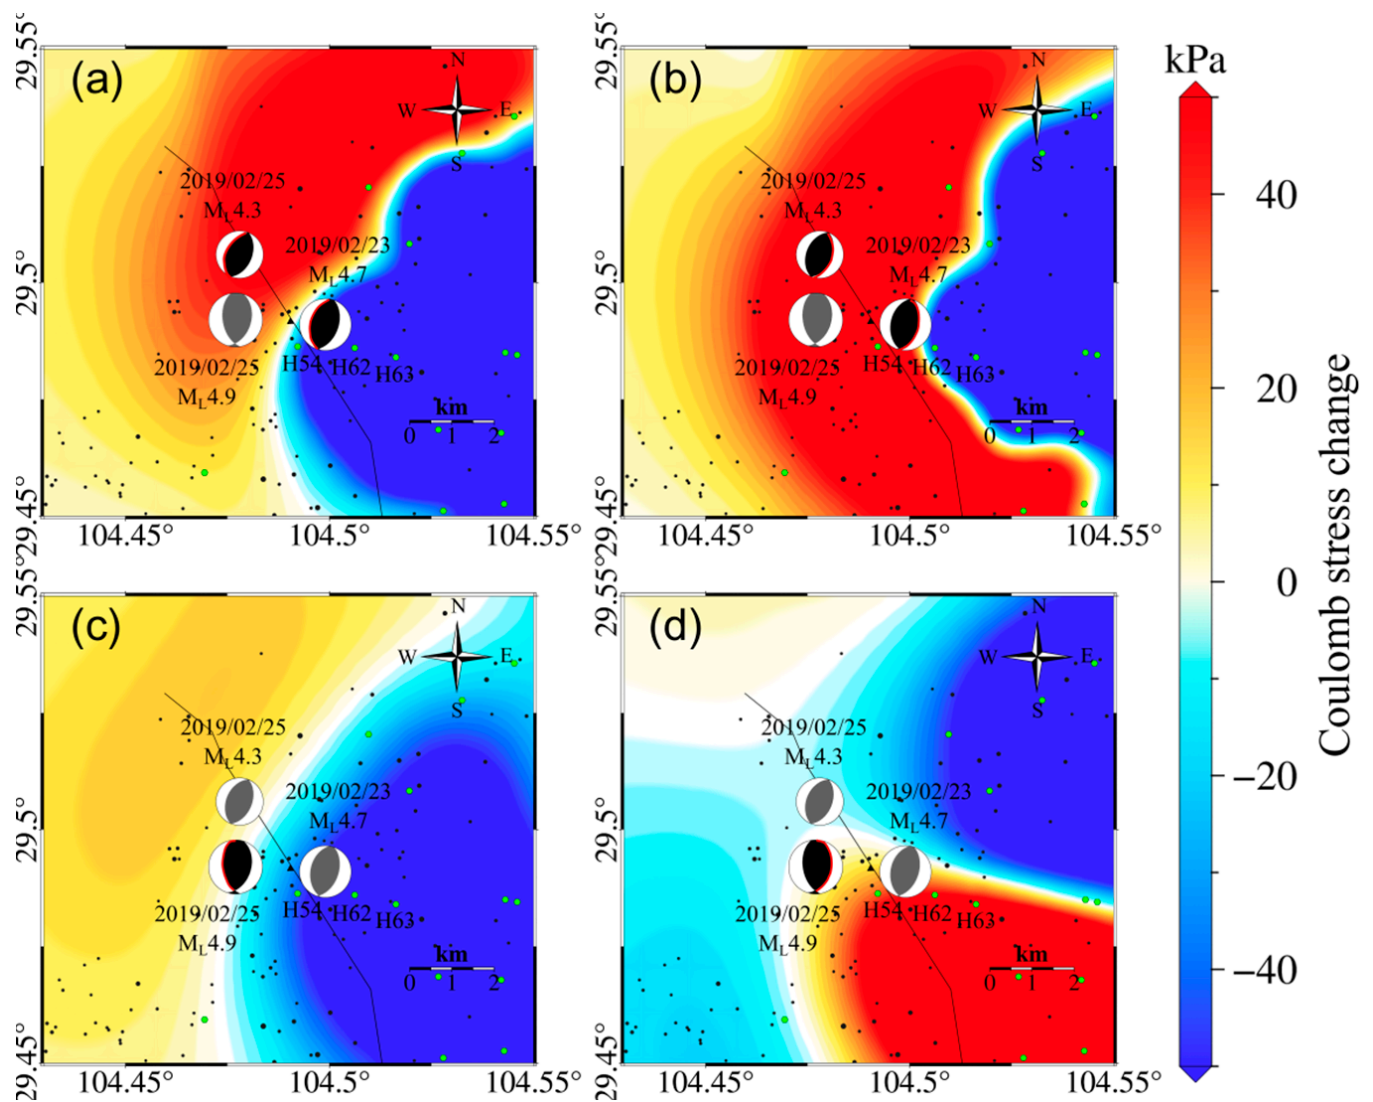 kPa
(a)
29.55°
29.5°
29.45°
N
W E
S
2019/02/25
ML4.3
2019/02/23
ML4.7
2019/02/25
ML4.9
H54 H62 H63
km
0 1 2
104.45° 104.5° 104.55°
(b)
29.55°
29.5°
29.45°
N
W E
S
2019/02/25
ML4.3
2019/02/23
ML4.7
2019/02/25
ML4.9
H54 H62 H63
km
0 1 2
104.45° 104.5° 104.55°
(c)
29.55°
29.5°
29.45°
N
W E
S
2019/02/25
ML4.3
2019/02/23
ML4.7
2019/02/25
ML4.9
H54 H62 H63
km
0 1 2
104.45° 104.5° 104.55°
(d)
29.55°
29.5°
29.45°
N
W E
S
2019/02/25
ML4.3
2019/02/23
ML4.7
2019/02/25
ML4.9
H54 H62 H63
km
0 1 2
104.45° 104.5° 104.55°
40
20
0
−20
−40
Coulomb stress change